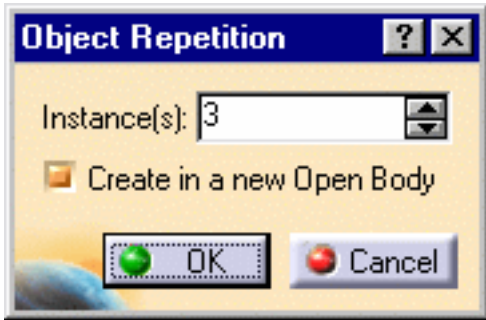 Object Repetition ? X
Instance(s): 3
Create in a new Open Body
OK Cancel